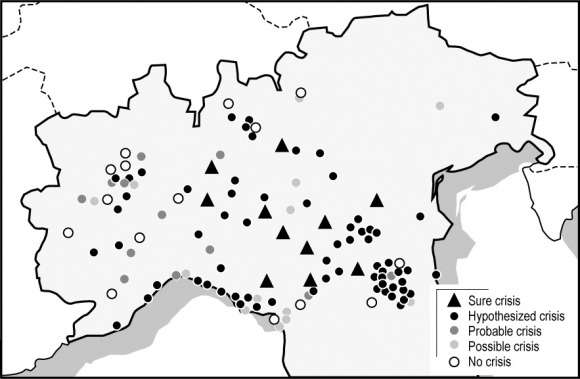 Sure crisis
Hypothesized crisis
Probable crisis
Possible crisis
No crisis